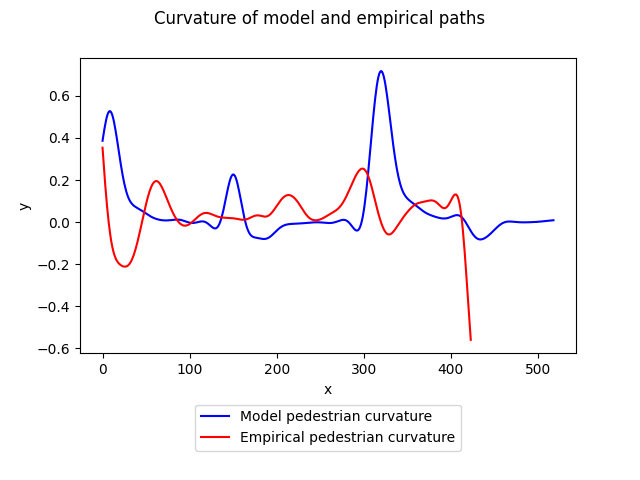 Curvature of model and empirical paths
0.6
0.4
0.2
0.0
−0.2
−0.4
−0.6
y
0 100 200 300 400 500
x
Model pedestrian curvature
Empirical pedestrian curvature